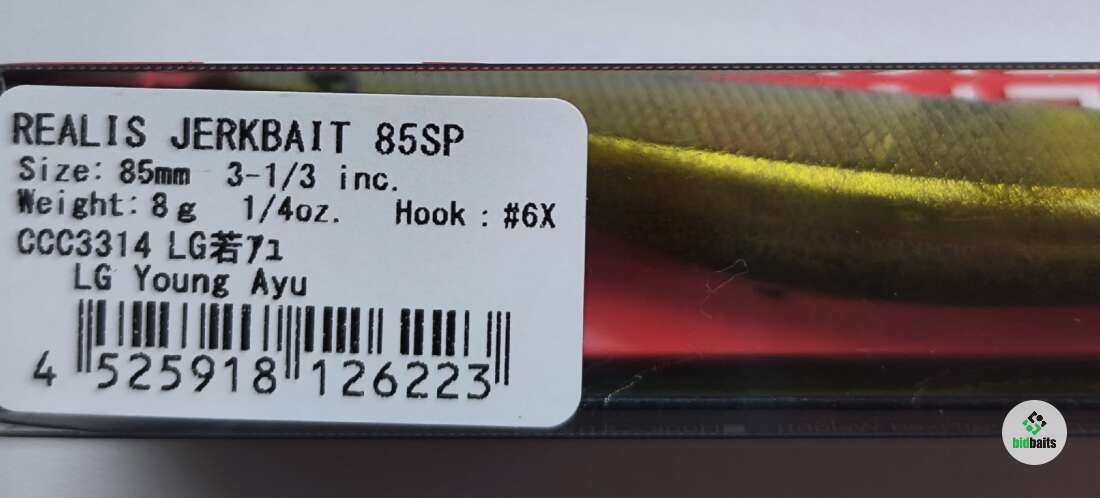 REALIS JERKBAIT 85SP
Size: 85mm 3-1/3 inc.
Weight: 8g 1/4oz. Hook : #6X
CCC3314 LG若ｱﾕ
LG Young Ayu
4 525918 126223
bidbaits